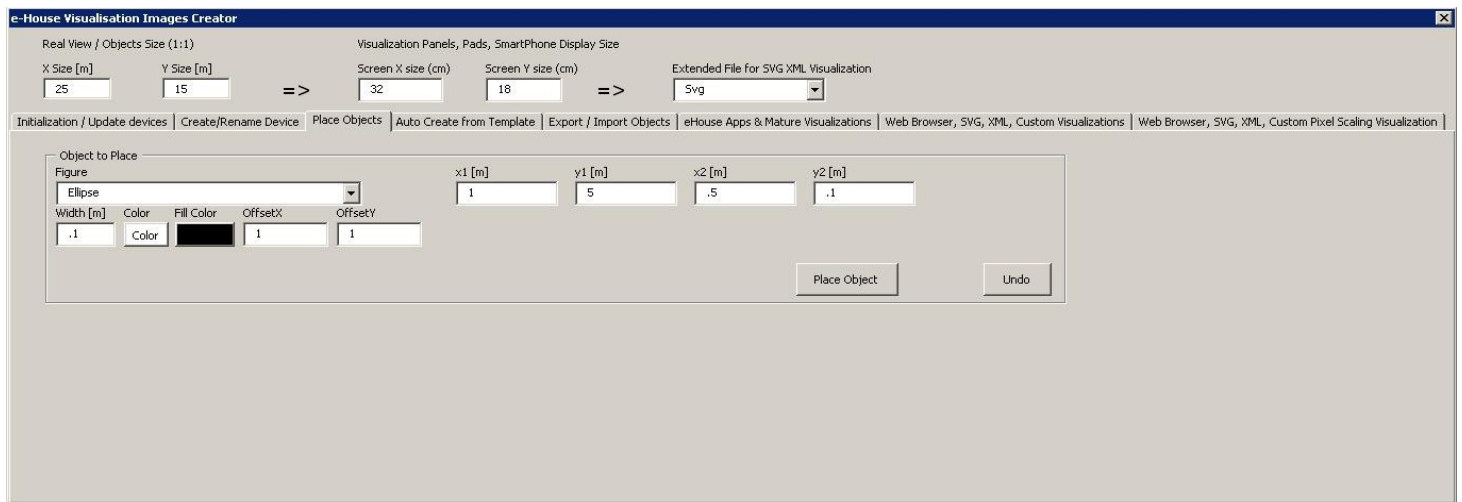 e-House Visualisation Images Creator
Real View / Objects Size (1:1) Visualization Panels, Pads, SmartPhone Display Size
X Size [m] Y Size [m] Screen X size (cm) Screen Y size (cm) Extended File for SVG XML Visualization
25 15 => 32 18 => Svg
Initialization / Update devices Create/Rename Device Place Objects Auto Create from Template Export / Import Objects eHouse Apps & Mature Visualizations Web Browser, SVG, XML, Custom Visualizations Web Browser, SVG, XML, Custom Pixel Scaling Visualization
Object to Place
Figure x1 [m] y1 [m] x2 [m] y2 [m]
Ellipse 1 5 .5 .1
Width [m] Color Fill Color OffsetX OffsetY
.1 Color 1 1
Place Object Undo